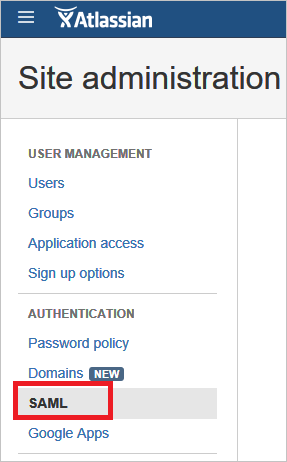 Atlassian
Site administration
USER MANAGEMENT
Users
Groups
Application access
Sign up options
AUTHENTICATION
Password policy
Domains NEW
SAML
Google Apps